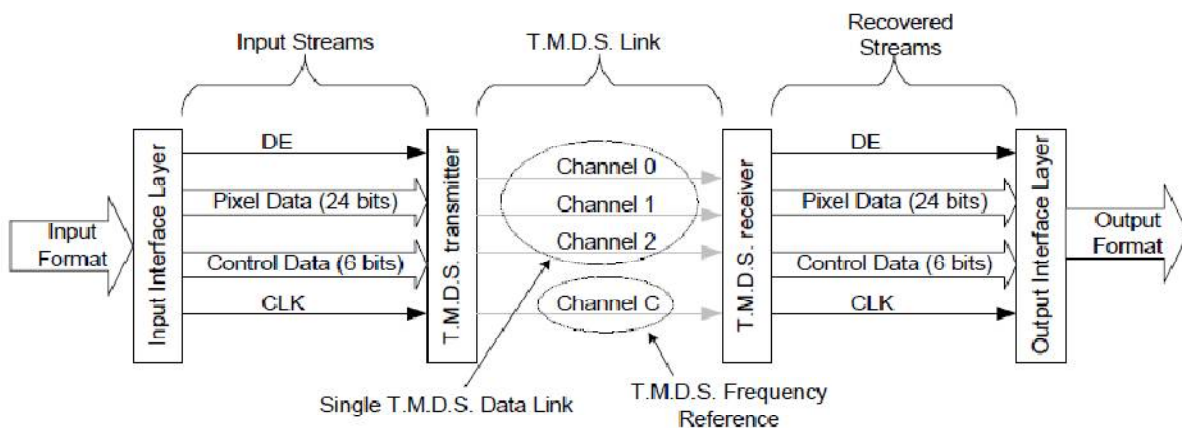 Input Streams
T.M.D.S. Link
Recovered
Streams
Input
Format
Input Interface Layer
DE
Pixel Data (24 bits)
Control Data (6 bits)
CLK
T.M.D.S. transmitter
Channel 0
Channel 1
Channel 2
Channel C
T.M.D.S. receiver
DE
Pixel Data (24 bits)
Control Data (6 bits)
CLK
Output Interface Layer
Output
Format
Single T.M.D.S. Data Link
T.M.D.S. Frequency
Reference